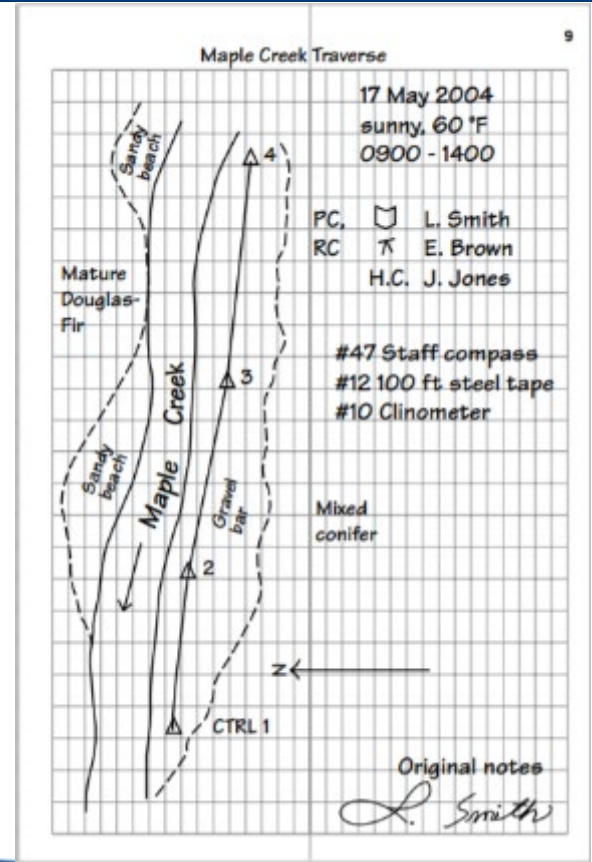 9
Maple Creek Traverse
17 May 2004
sunny, 60 °F
0900 - 1400
Sandy
beach
4
PC, L. Smith
RC E. Brown
H.C. J. Jones
Mature
Douglas-
Fir
#47 Staff compass
#12 100 ft steel tape
#10 Clinometer
3
Maple Creek
Sandy
beach
Gravel
bar
Mixed
conifer
2
N
CTRL 1
Original notes
L. Smith